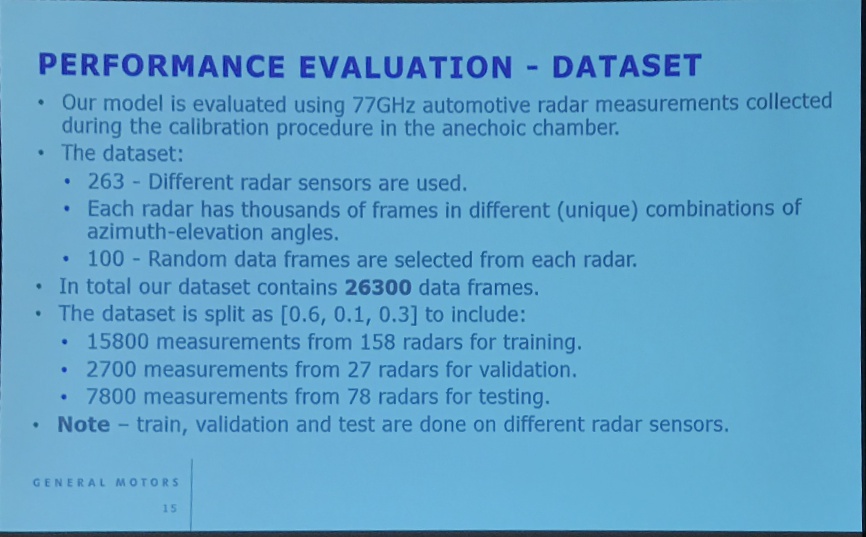 PERFORMANCE EVALUATION - DATASET
• Our model is evaluated using 77GHz automotive radar measurements collected
during the calibration procedure in the anechoic chamber.
• The dataset:
• 263 - Different radar sensors are used.
• Each radar has thousands of frames in different (unique) combinations of
azimuth-elevation angles.
• 100 - Random data frames are selected from each radar.
• In total our dataset contains 26300 data frames.
• The dataset is split as [0.6, 0.1, 0.3] to include:
• 15800 measurements from 158 radars for training.
• 2700 measurements from 27 radars for validation.
• 7800 measurements from 78 radars for testing.
• Note – train, validation and test are done on different radar sensors.
GENERAL MOTORS
15